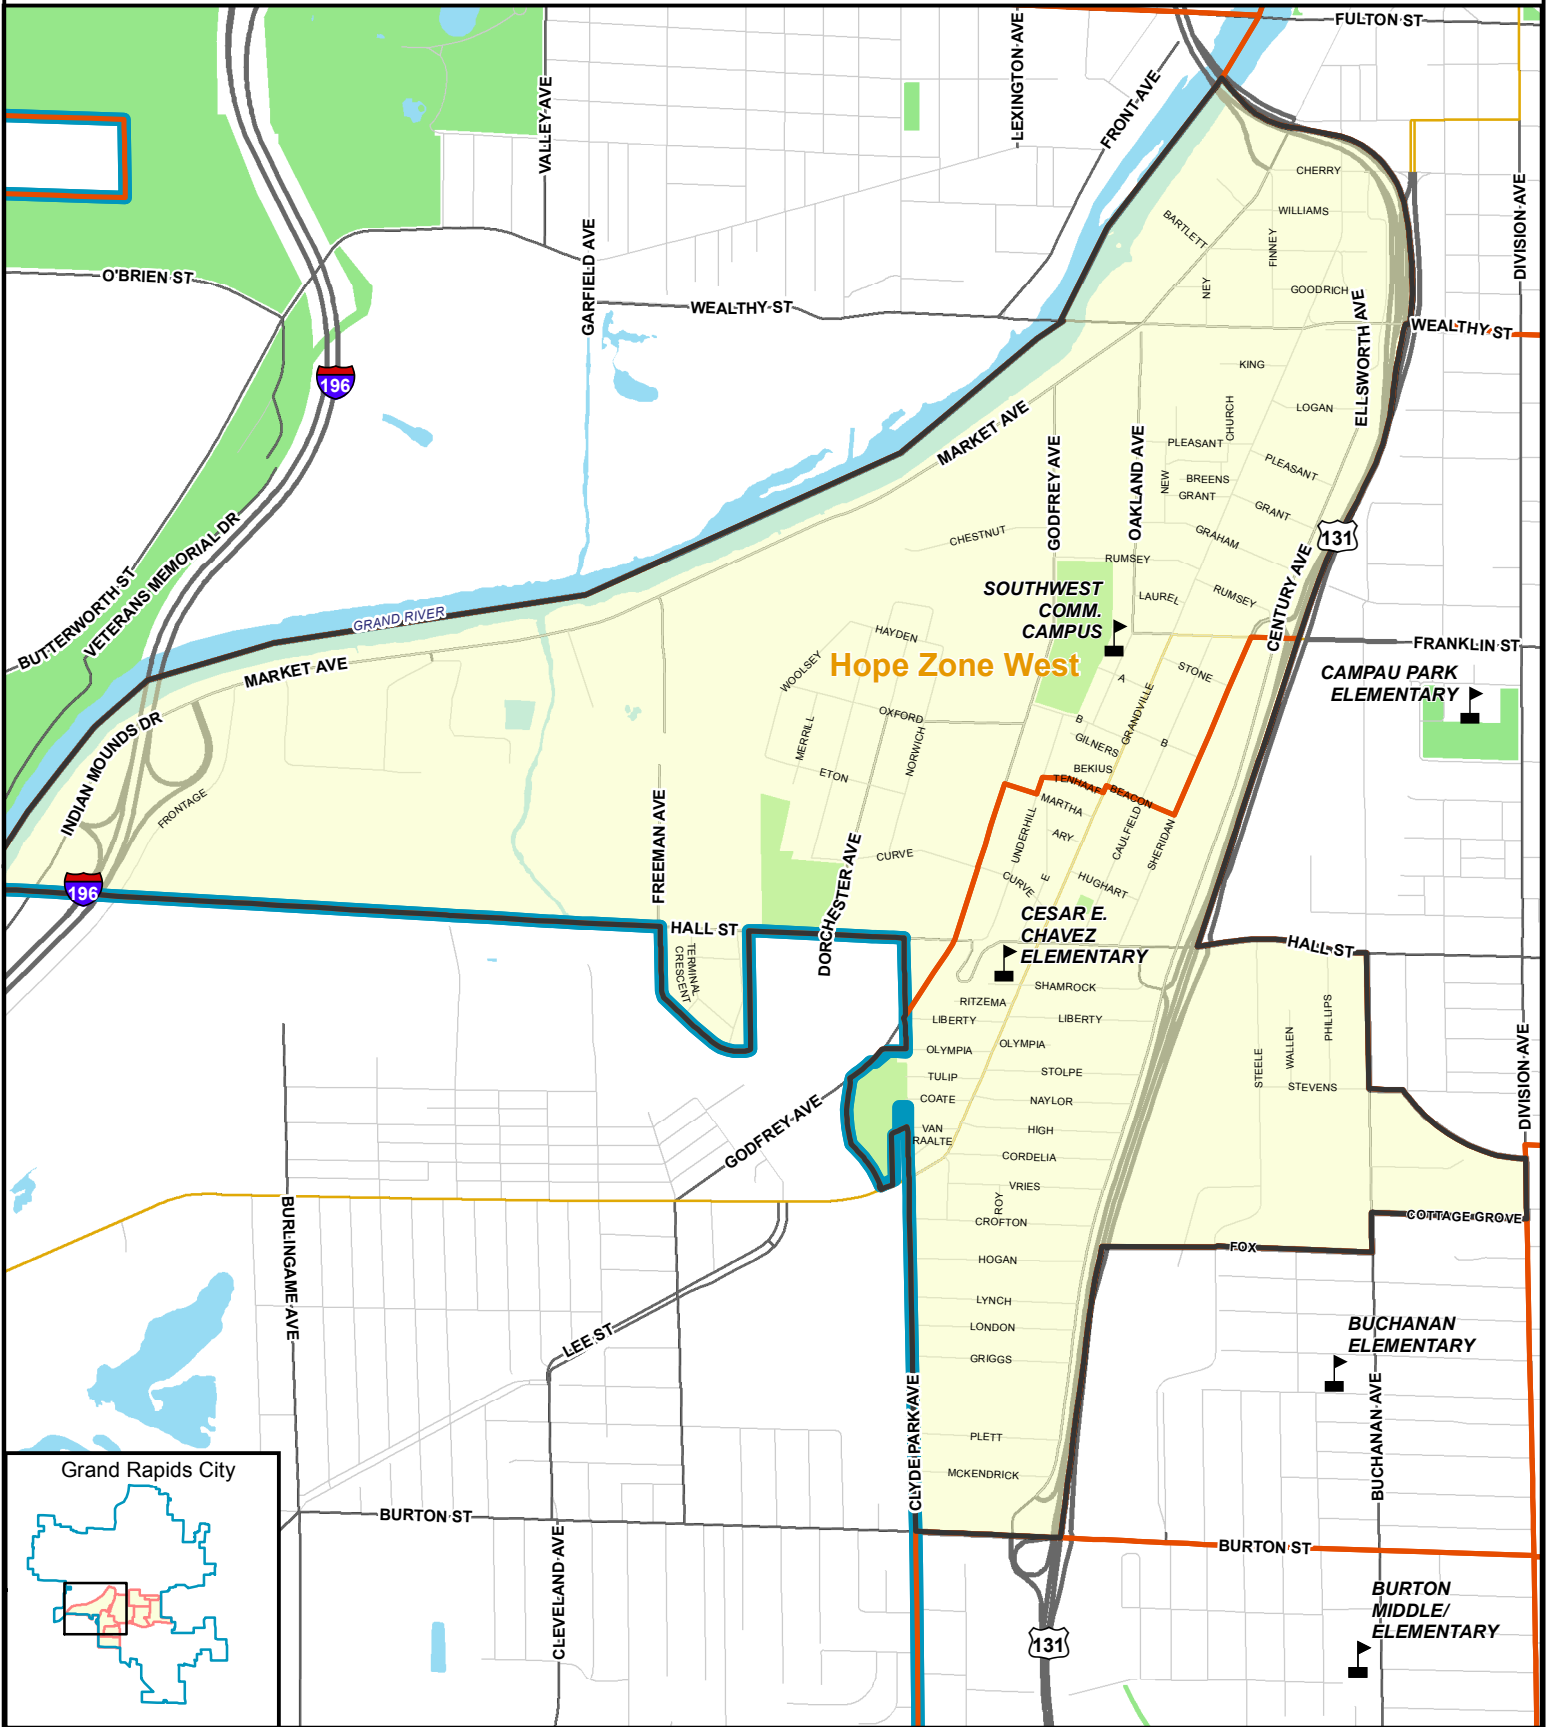 FULTON ST
LEXINGTON AVE
FRONT AVE
VALLEY AVE
DIVISION AVE
CHERRY
WILLIAMS
BARTLETT
FINNEY
NEY
GOODRICH
O'BRIEN ST
GARFIELD AVE
WEALTHY ST
ELLSWORTH AVE
WEALTHY ST
196
KING
LOGAN
CHURCH
MARKET AVE
PLEASANT
PLEASANT
NEW
BREENS
GRANT
GRANT
GODFREY AVE
OAKLAND AVE
CHESTNUT
GRAHAM
131
CENTURY AVE
RUMSEY
RUMSEY
LAUREL
VETERANS MEMORIAL DR
BUTTERWORTH ST
GRAND RIVER
SOUTHWEST
COMM.
CAMPUS
HAYDEN
WOOLSEY
Hope Zone West
FRANKLIN ST
CAMPAU PARK
ELEMENTARY
MARKET AVE
STONE
A
B
B
GRANDVILLE
GILNERS
OXFORD
NORWICH
MERRILL
ETON
BEKIUS
TENHAAF
BEACON
INDIAN MOUNDS DR
FRONTAGE
MARTHA
ARY
UNDERHILL
CAULFIELD
SHERIDAN
FREEMAN AVE
DORCHESTER AVE
CURVE
CURVE
E
HUGHART
196
HALL ST
CESAR E.
CHAVEZ
ELEMENTARY
HALL ST
TERMINAL
CRESCENT
SHAMROCK
RITZEMA
LIBERTY
LIBERTY
PHILLIPS
WALLEN
STEELE
STEVENS
DIVISION AVE
OLYMPIA
OLYMPIA
TULIP
STOLPE
COATE
NAYLOR
GODFREY AVE
VAN
RAALTE
HIGH
CORDELIA
VRIES
ROY
CROFTON
COTTAGE GROVE
FOX
HOGAN
BURLINGAME AVE
LYNCH
LONDON
LEE ST
GRIGGS
BUCHANAN
ELEMENTARY
BUCHANAN AVE
CLYDE PARK AVE
PLETT
MCKENDRICK
Grand Rapids City
BURTON ST
CLEVELAND AVE
BURTON ST
BURTON
MIDDLE/
ELEMENTARY
131